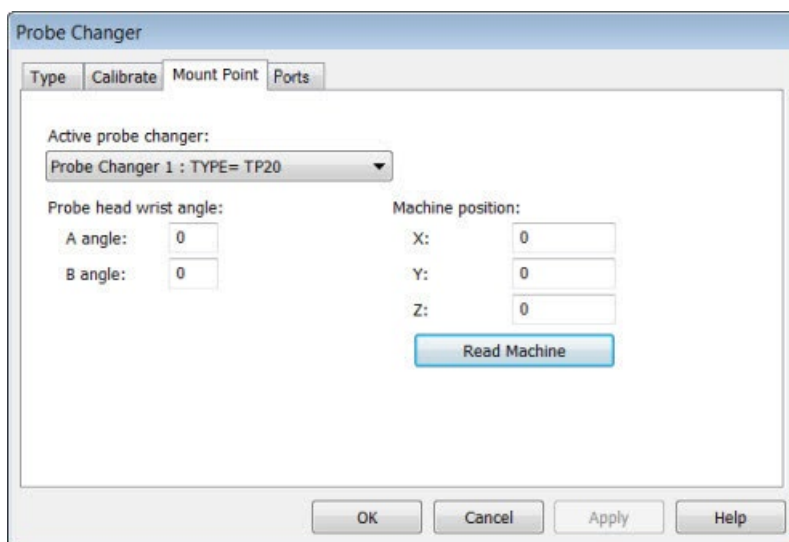 Probe Changer
Type Calibrate Mount Point Ports
Active probe changer:
Probe Changer 1 : TYPE= TP20
Probe head wrist angle: Machine position:
A angle: 0 X: 0
B angle: 0 Y: 0
Z: 0
Read Machine
OK Cancel Apply Help